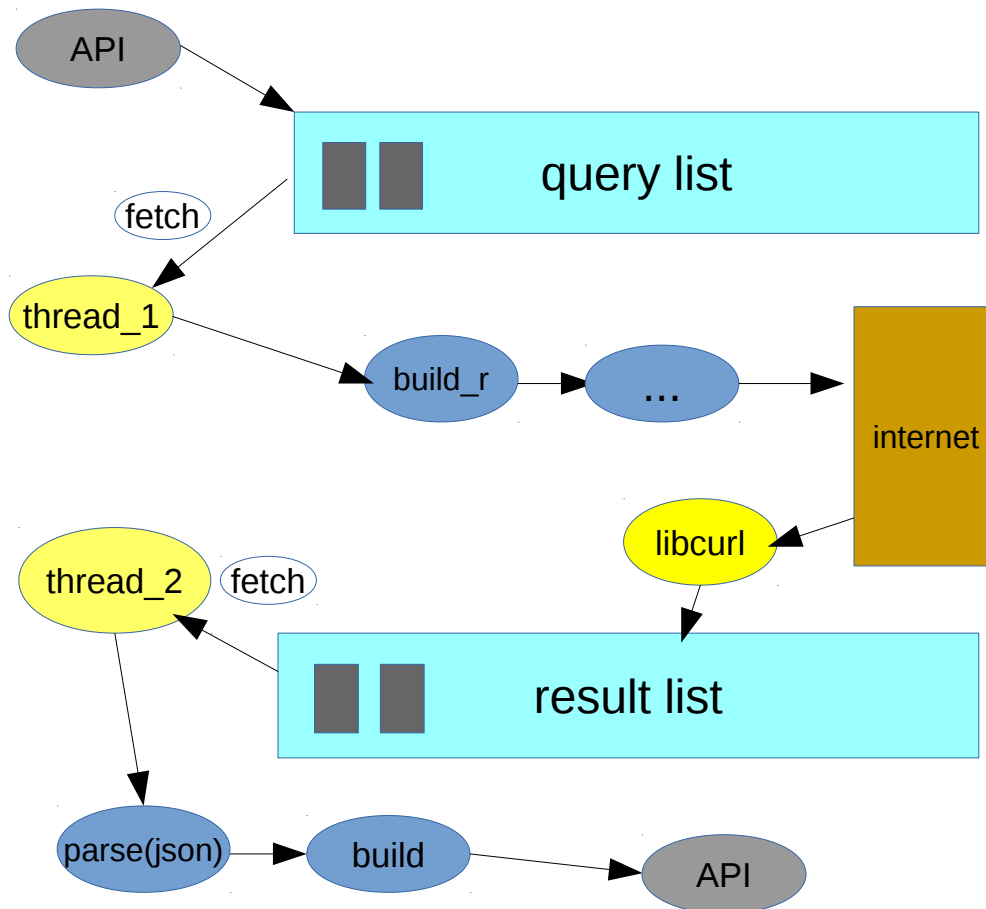 API
query list
fetch
thread_1
build_r
...
internet
libcurl
thread_2
fetch
result list
parse(json)
build
API